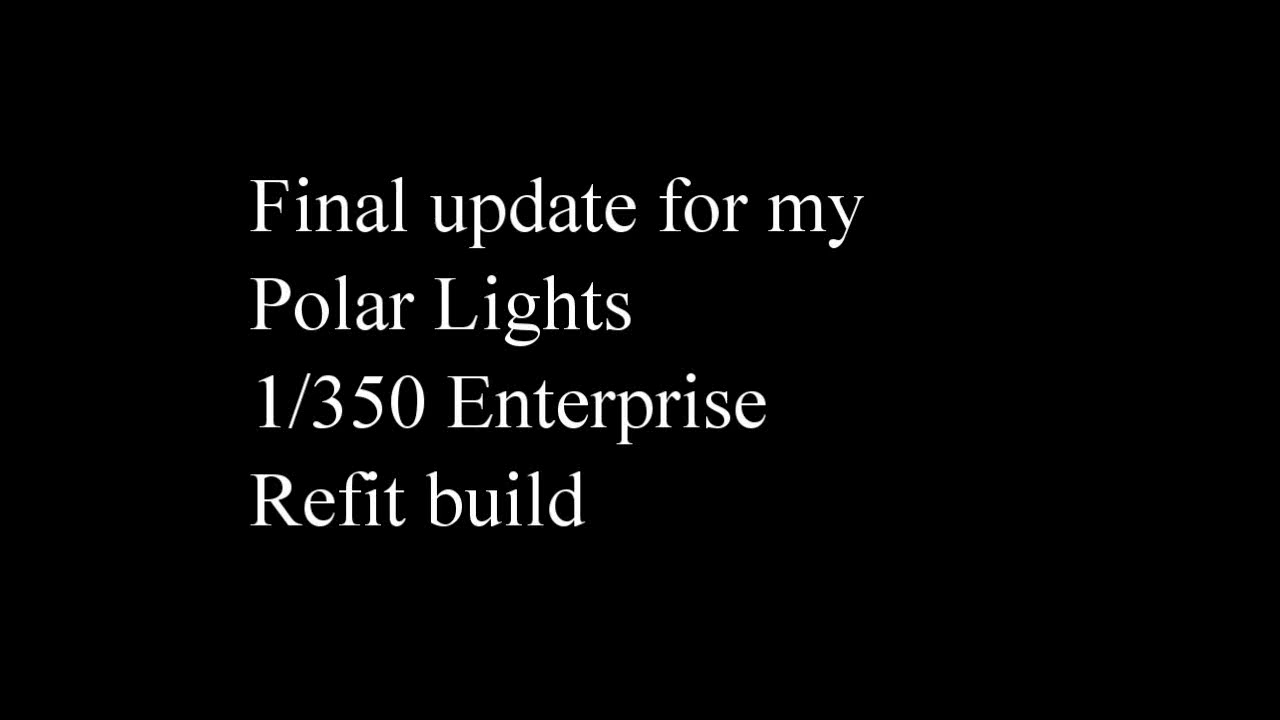 Final update for my
Polar Lights
1/350 Enterprise
Refit build